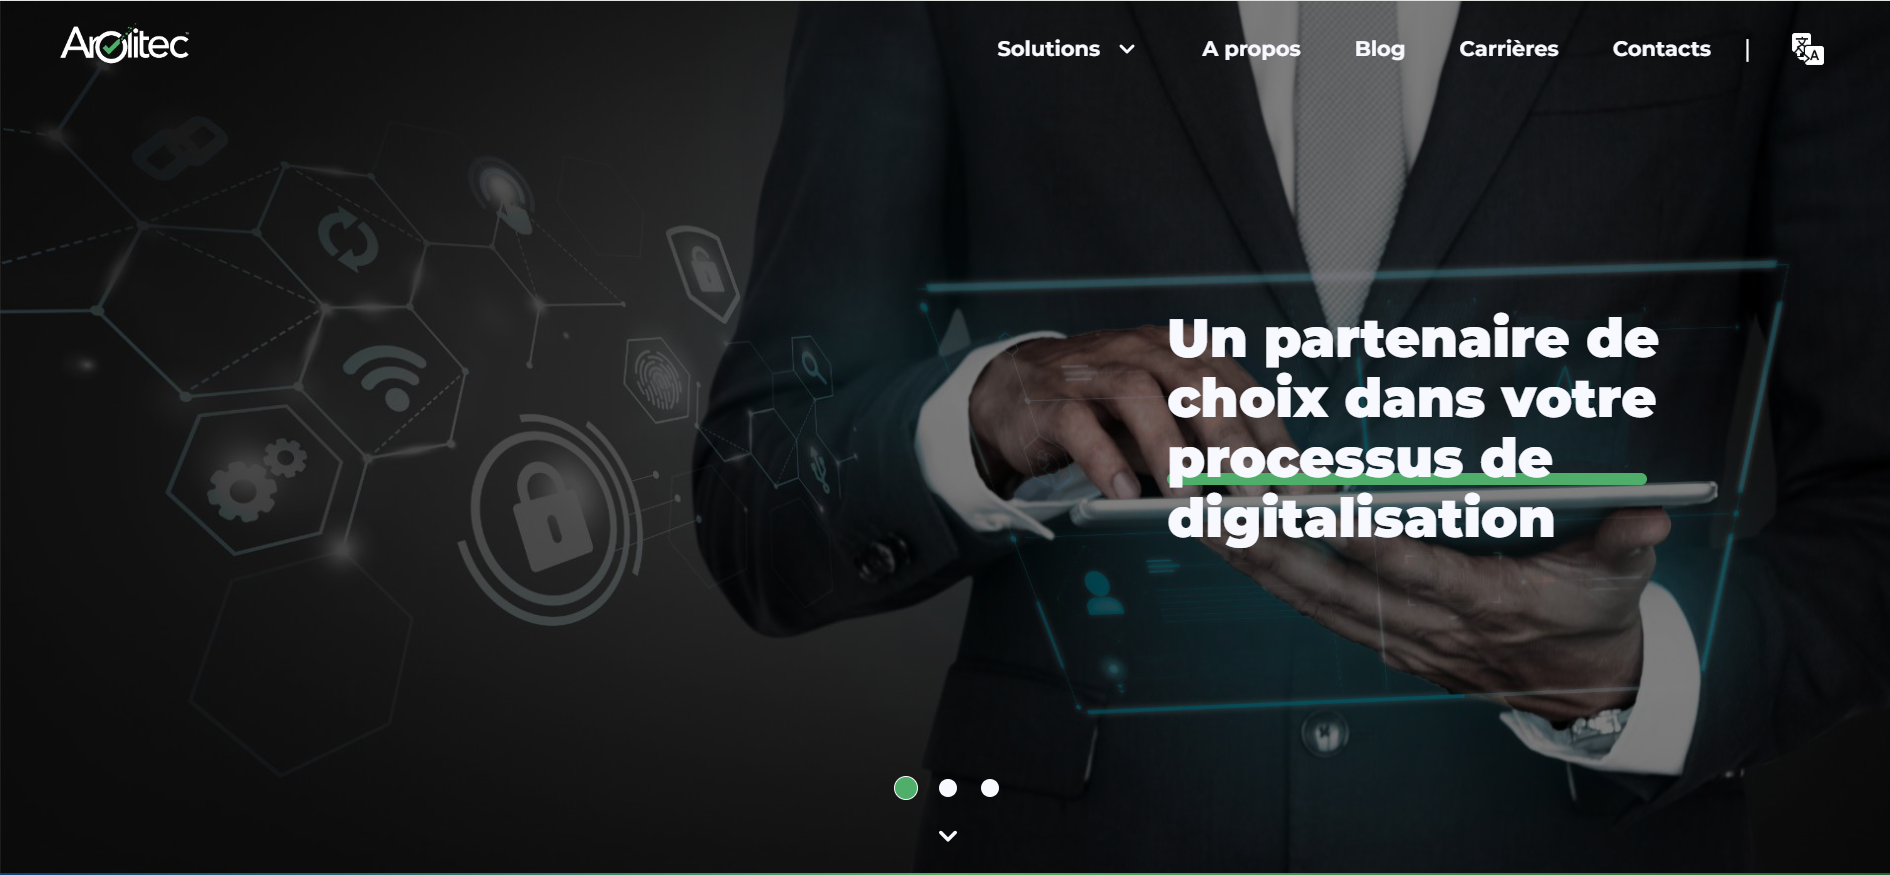 Arolitec
Solutions
A propos
Blog
Carrières
Contacts
|
Un partenaire de
choix dans votre
processus de
digitalisation